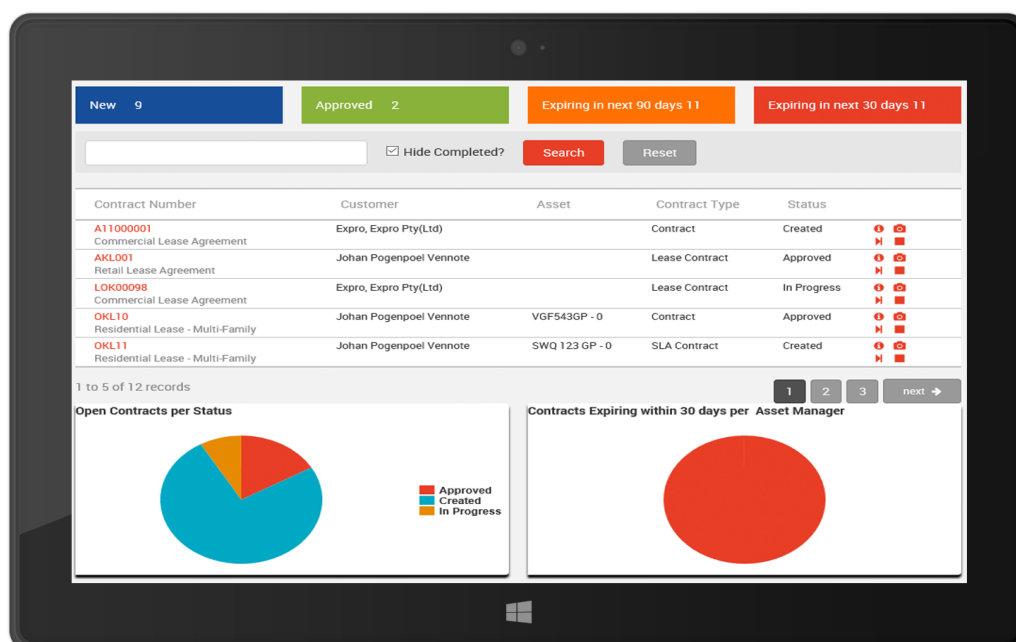 New 9
Approved 2
Expiring in next 90 days 11
Expiring in next 30 days 11
Hide Completed?
Search
Reset
Contract Number Customer Asset Contract Type Status
A11000001 Expro, Expro Pty(Ltd) Contract Created
Commercial Lease Agreement
AKL001 Johan Pogenpoel Vennote Lease Contract Approved
Retail Lease Agreement
LOK00098 Expro, Expro Pty(Ltd) Lease Contract In Progress
Commercial Lease Agreement
OKL10 Johan Pogenpoel Vennote VGF543GP - 0 Contract Approved
Residential Lease - Multi-Family
OKL11 Johan Pogenpoel Vennote SWQ 123 GP - 0 SLA Contract Created
Residential Lease - Multi-Family
1 to 5 of 12 records
1 2 3 next
Open Contracts per Status
Approved
Created
In Progress
Contracts Expiring within 30 days per Asset Manager